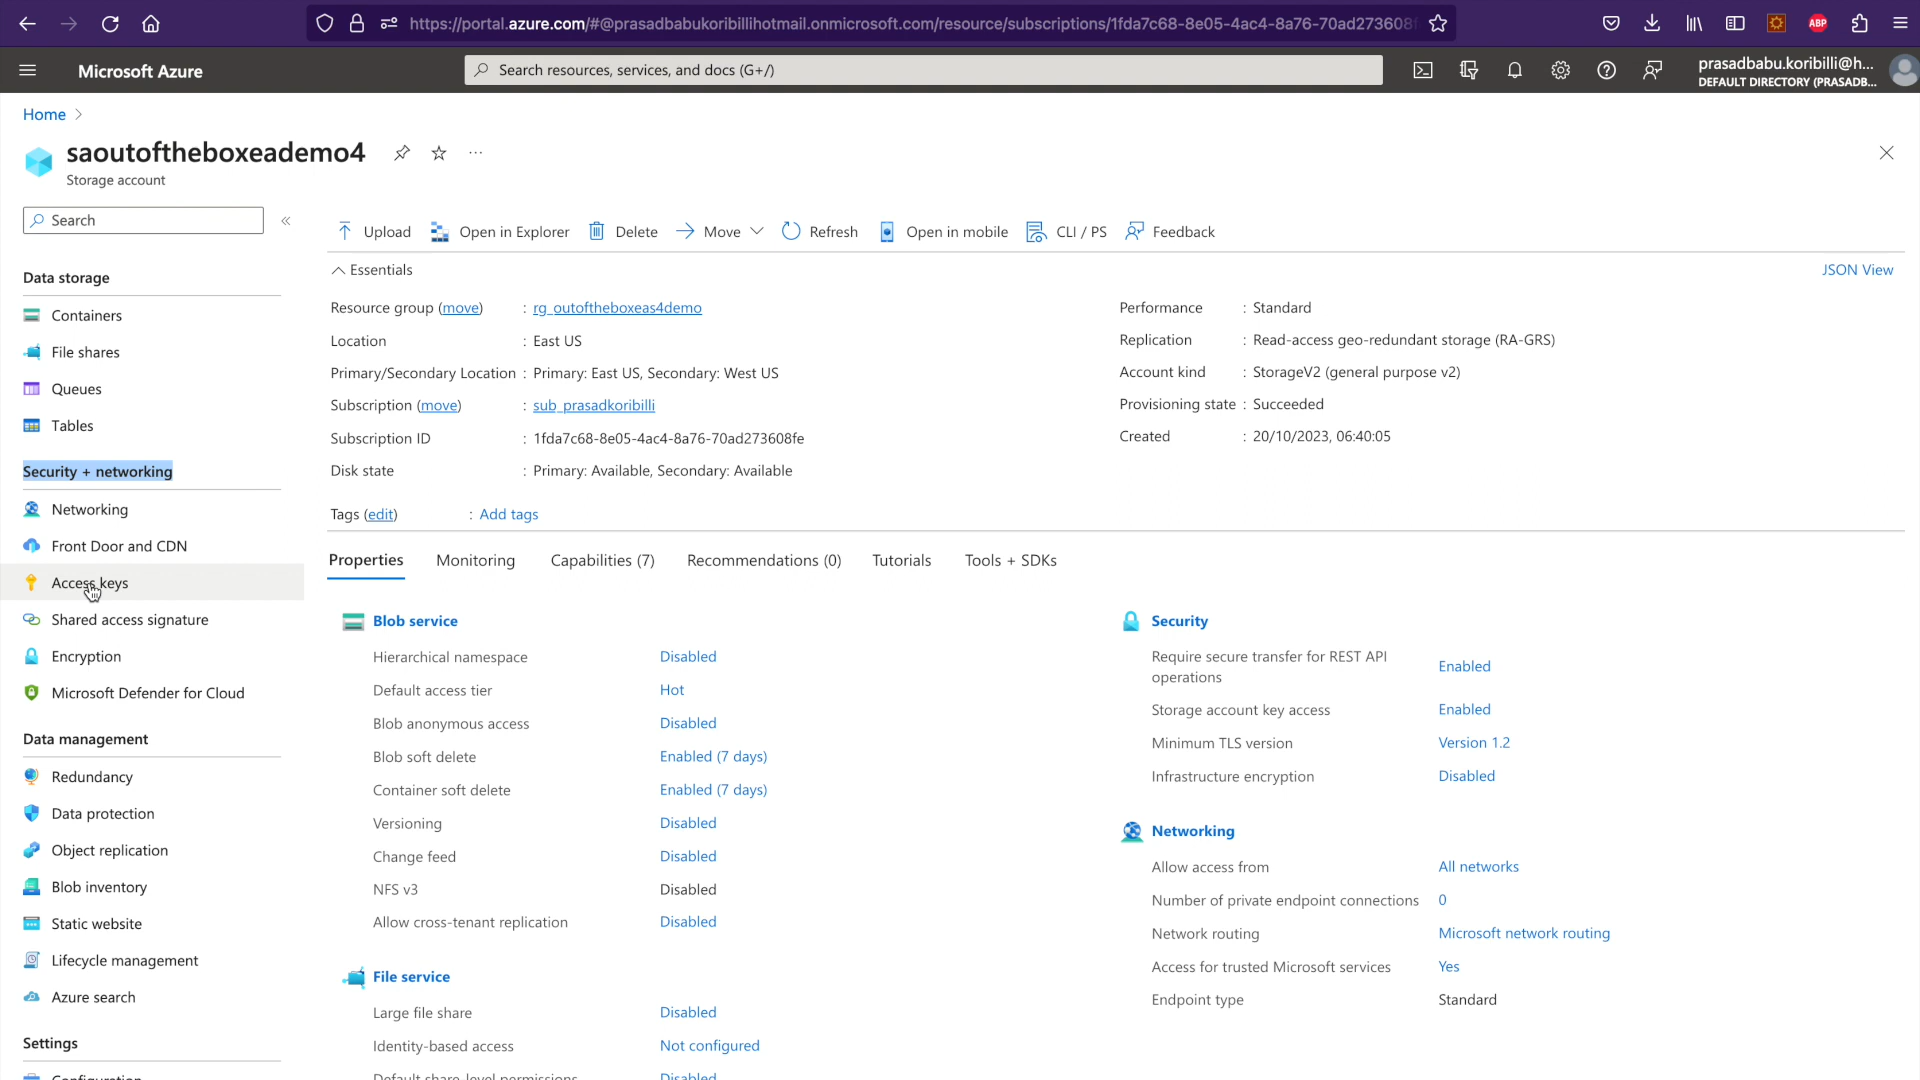 https://portal.azure.com/#@prasadbabukoribillihotmail.onmicrosoft.com/resource/subscriptions/1fda7c68-8e05-4ac4-8a76-70ad273608f
ABP
Microsoft Azure
Search resources, services, and docs (G+/)
prasadbabu.koribilli@h...
DEFAULT DIRECTORY (PRASADB...
Home
saoutoftheboxeademo4
Storage account
Search
Upload
Open in Explorer
Delete
Move
Refresh
Open in mobile
CLI / PS
Feedback
Essentials
JSON View
Resource group (move) : rg_outoftheboxeas4demo
Location : East US
Primary/Secondary Location : Primary: East US, Secondary: West US
Subscription (move) : sub_prasadkoribilli
Subscription ID : 1fda7c68-8e05-4ac4-8a76-70ad273608fe
Disk state : Primary: Available, Secondary: Available
Tags (edit) : Add tags
Performance : Standard
Replication : Read-access geo-redundant storage (RA-GRS)
Account kind : StorageV2 (general purpose v2)
Provisioning state : Succeeded
Created : 20/10/2023, 06:40:05
Data storage
Containers
File shares
Queues
Tables
Security + networking
Networking
Front Door and CDN
Access keys
Shared access signature
Encryption
Microsoft Defender for Cloud
Data management
Redundancy
Data protection
Object replication
Blob inventory
Static website
Lifecycle management
Azure search
Settings
Configuration
Properties
Monitoring
Capabilities (7)
Recommendations (0)
Tutorials
Tools + SDKs
Blob service
Hierarchical namespace Disabled
Default access tier Hot
Blob anonymous access Disabled
Blob soft delete Enabled (7 days)
Container soft delete Enabled (7 days)
Versioning Disabled
Change feed Disabled
NFS v3 Disabled
Allow cross-tenant replication Disabled
File service
Large file share Disabled
Identity-based access Not configured
Default share-level permissions Disabled
Security
Require secure transfer for REST API
operations Enabled
Storage account key access Enabled
Minimum TLS version Version 1.2
Infrastructure encryption Disabled
Networking
Allow access from All networks
Number of private endpoint connections 0
Network routing Microsoft network routing
Access for trusted Microsoft services Yes
Endpoint type Standard